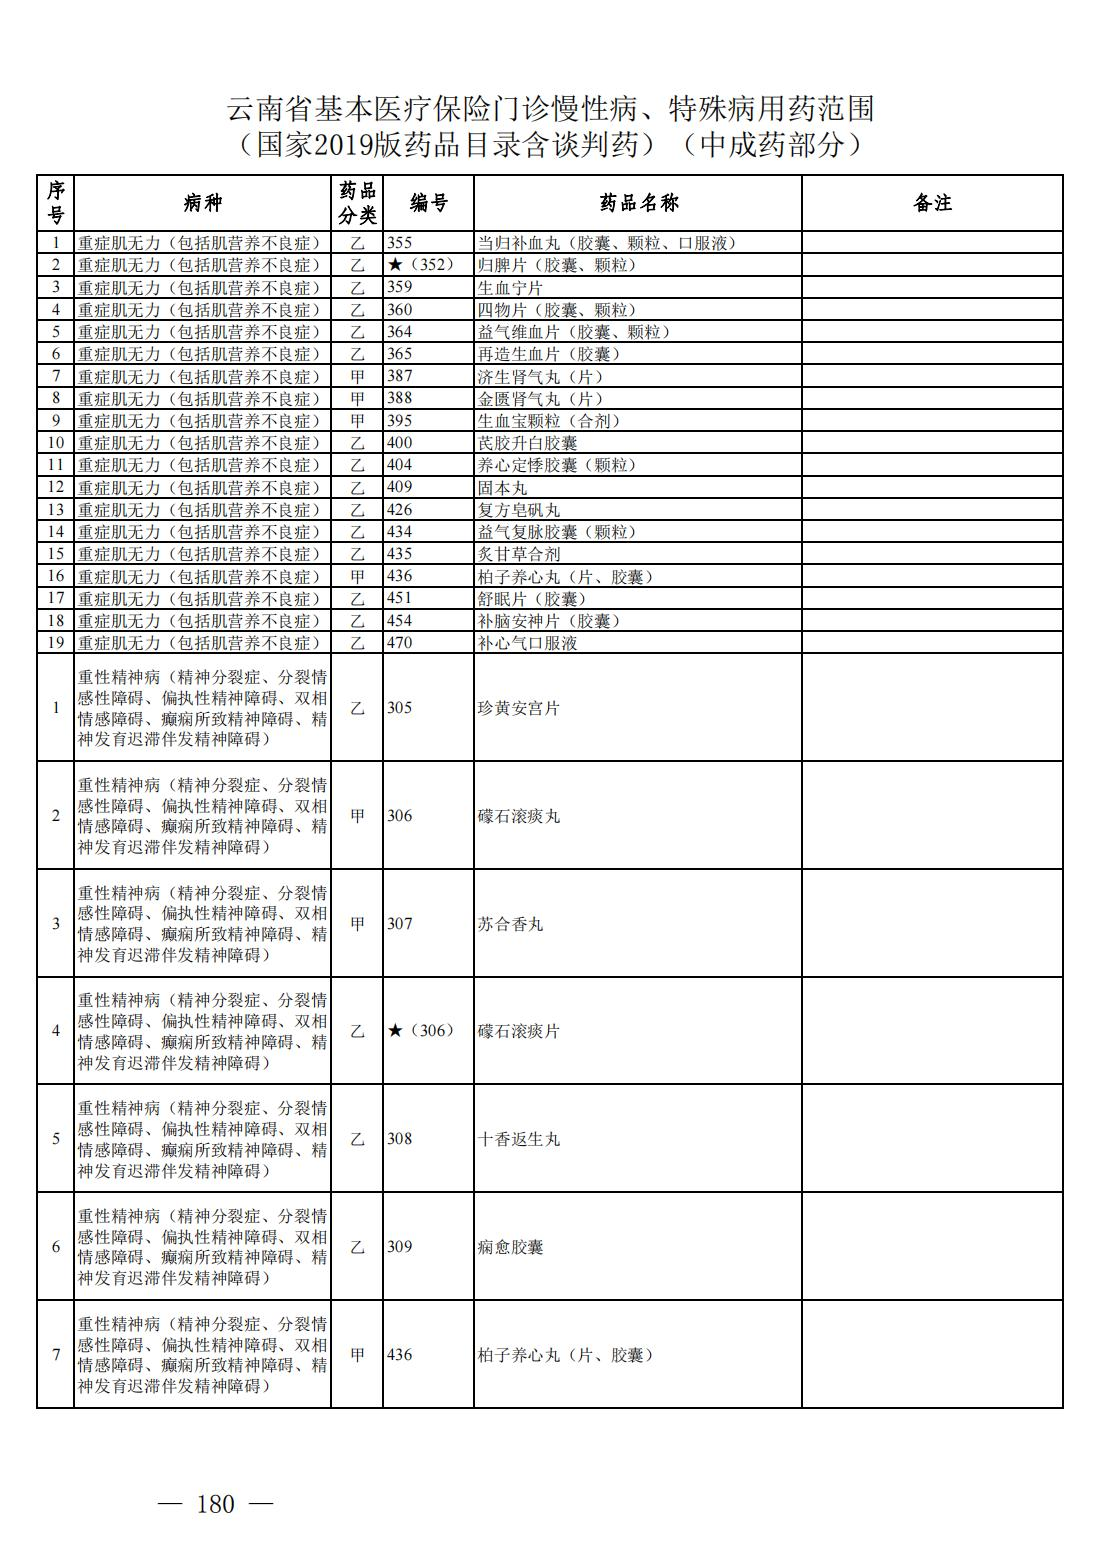 云南省基本医疗保险门诊慢性病、特殊病用药范围
（国家2019版药品目录含谈判药）（中成药部分）
序号 病种 药品分类 编号 药品名称 备注
1 重症肌无力（包括肌营养不良症） 乙 355 当归补血丸（胶囊、颗粒、口服液）
2 重症肌无力（包括肌营养不良症） 乙 ★（352） 归脾片（胶囊、颗粒）
3 重症肌无力（包括肌营养不良症） 乙 359 生血宁片
4 重症肌无力（包括肌营养不良症） 乙 360 四物片（胶囊、颗粒）
5 重症肌无力（包括肌营养不良症） 乙 364 益气维血片（胶囊、颗粒）
6 重症肌无力（包括肌营养不良症） 乙 365 再造生血片（胶囊）
7 重症肌无力（包括肌营养不良症） 甲 387 济生肾气丸（片）
8 重症肌无力（包括肌营养不良症） 甲 388 金匮肾气丸（片）
9 重症肌无力（包括肌营养不良症） 甲 395 生血宝颗粒（合剂）
10 重症肌无力（包括肌营养不良症） 乙 400 芪胶升白胶囊
11 重症肌无力（包括肌营养不良症） 乙 404 养心定悸胶囊（颗粒）
12 重症肌无力（包括肌营养不良症） 乙 409 固本丸
13 重症肌无力（包括肌营养不良症） 乙 426 复方皂矾丸
14 重症肌无力（包括肌营养不良症） 乙 434 益气复脉胶囊（颗粒）
15 重症肌无力（包括肌营养不良症） 乙 435 炙甘草合剂
16 重症肌无力（包括肌营养不良症） 甲 436 柏子养心丸（片、胶囊）
17 重症肌无力（包括肌营养不良症） 乙 451 舒眠片（胶囊）
18 重症肌无力（包括肌营养不良症） 乙 454 补脑安神片（胶囊）
19 重症肌无力（包括肌营养不良症） 乙 470 补心气口服液
重性精神病（精神分裂症、分裂情
感性障碍、偏执性精神障碍、双相
1 乙 305 珍黄安宫片
情感障碍、癫痫所致精神障碍、精
神发育迟滞伴发精神障碍）
重性精神病（精神分裂症、分裂情
感性障碍、偏执性精神障碍、双相
2 甲 306 礞石滚痰丸
情感障碍、癫痫所致精神障碍、精
神发育迟滞伴发精神障碍）
重性精神病（精神分裂症、分裂情
感性障碍、偏执性精神障碍、双相
3 甲 307 苏合香丸
情感障碍、癫痫所致精神障碍、精
神发育迟滞伴发精神障碍）
重性精神病（精神分裂症、分裂情
感性障碍、偏执性精神障碍、双相
4 乙 ★（306） 礞石滚痰片
情感障碍、癫痫所致精神障碍、精
神发育迟滞伴发精神障碍）
重性精神病（精神分裂症、分裂情
感性障碍、偏执性精神障碍、双相
5 乙 308 十香返生丸
情感障碍、癫痫所致精神障碍、精
神发育迟滞伴发精神障碍）
重性精神病（精神分裂症、分裂情
感性障碍、偏执性精神障碍、双相
6 乙 309 痫愈胶囊
情感障碍、癫痫所致精神障碍、精
神发育迟滞伴发精神障碍）
重性精神病（精神分裂症、分裂情
感性障碍、偏执性精神障碍、双相
7 甲 436 柏子养心丸（片、胶囊）
情感障碍、癫痫所致精神障碍、精
神发育迟滞伴发精神障碍）
— 180 —